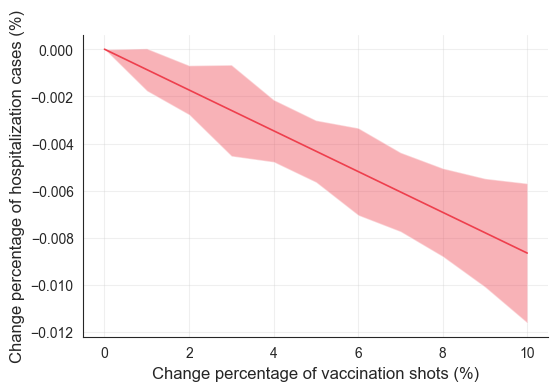 Change percentage of hospitalization cases (%)
0.000
−0.002
−0.004
−0.006
−0.008
−0.010
−0.012
0 2 4 6 8 10
Change percentage of vaccination shots (%)